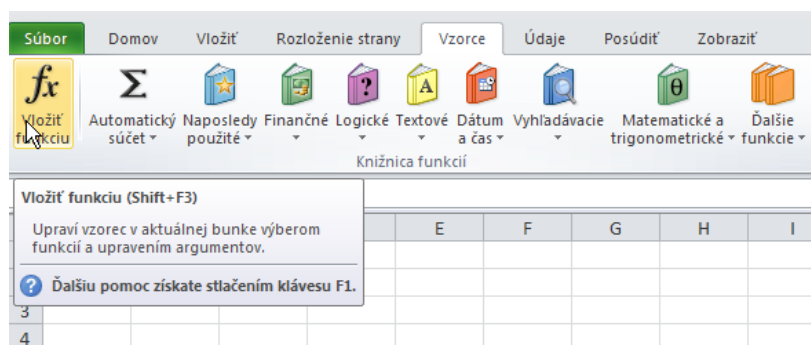 Súbor Domov Vložiť Rozloženie strany Vzorce Údaje Posúdiť Zobraziť
fx Σ ? A θ
Vložiť funkciu
Automatický súčet
Naposledy použité
Finančné
Logické
Textové
Dátum a čas
Vyhľadávacie
Matematické a trigonometrické
Ďalšie funkcie
Knižnica funkcií
Vložiť funkciu (Shift+F3)
Upraví vzorec v aktuálnej bunke výberom
funkcií a upravením argumentov.
? Ďalšiu pomoc získate stlačením klávesu F1.
E F G H I
3
4